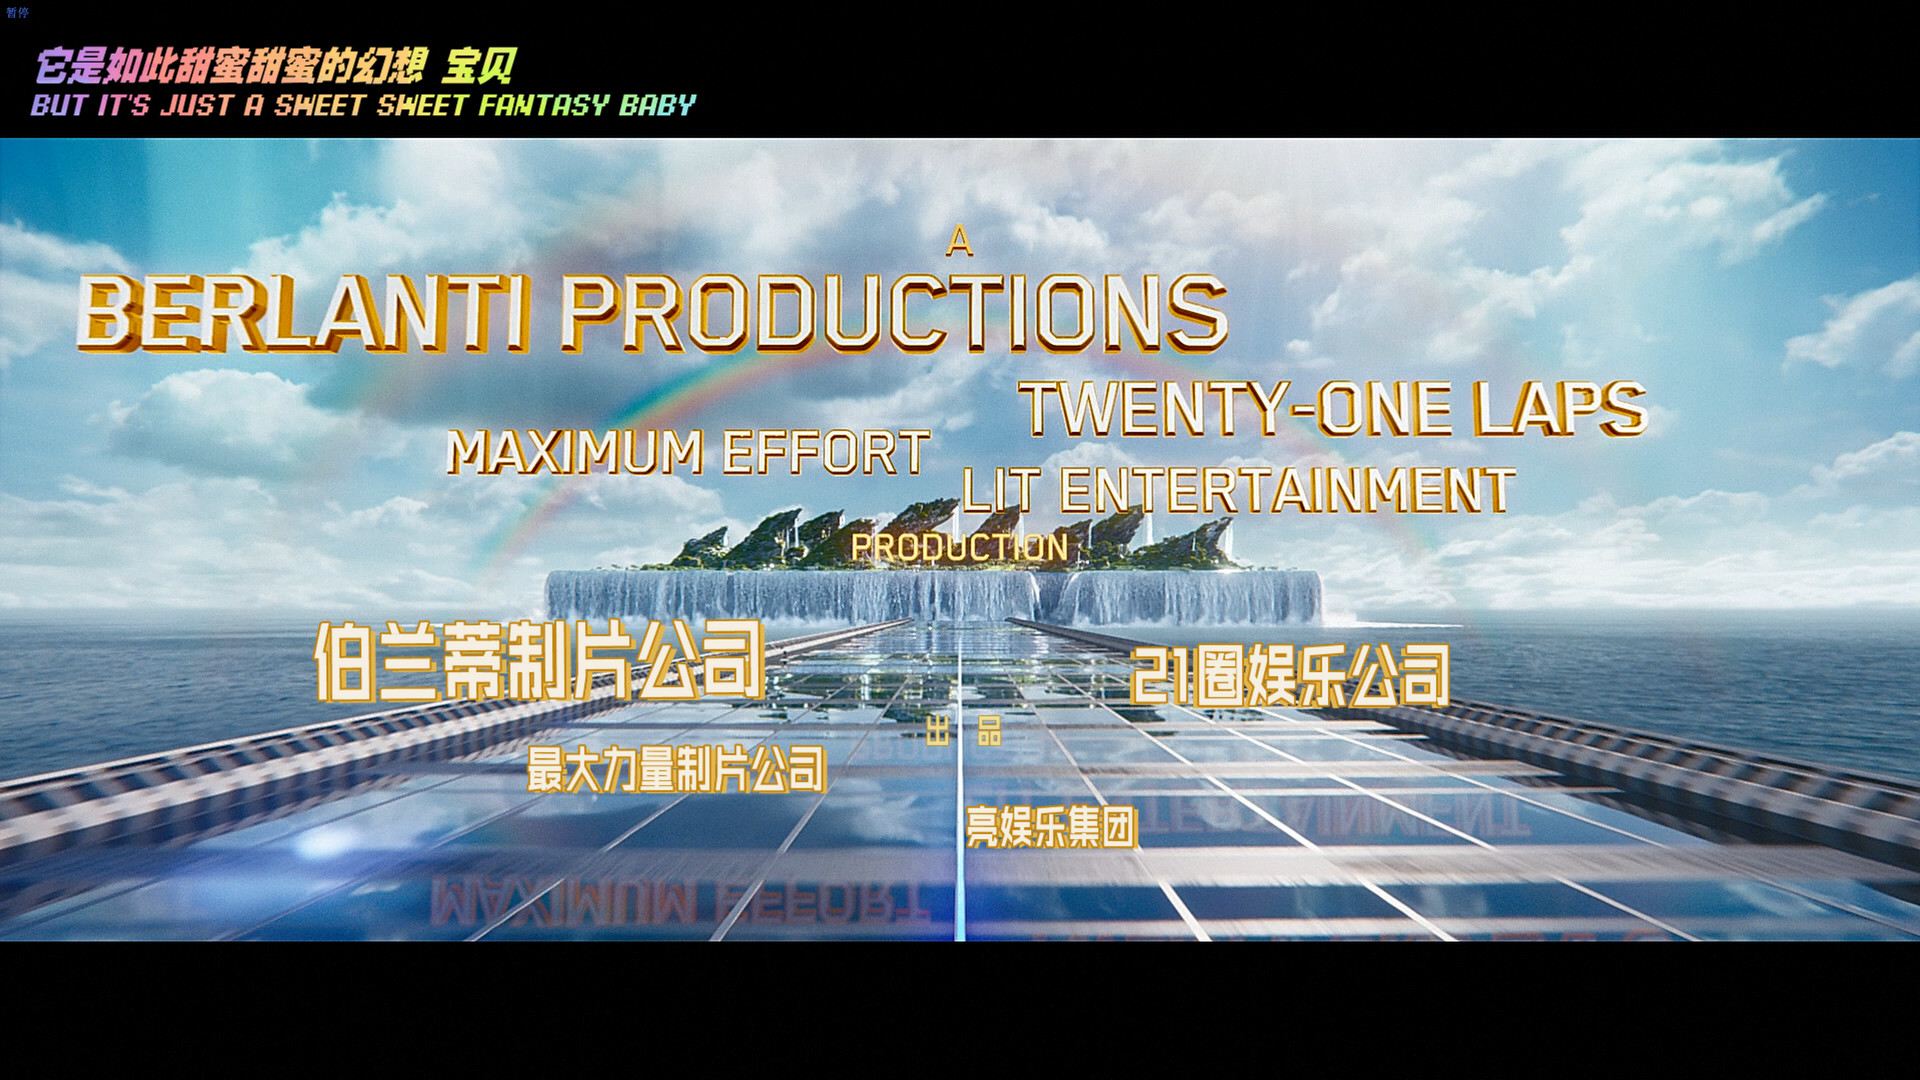 暂停
它是如此甜蜜甜蜜的幻想 宝贝
BUT IT'S JUST A SWEET SWEET FANTASY BABY
A
BERLANTI PRODUCTIONS
TWENTY-ONE LAPS
MAXIMUM EFFORT
LIT ENTERTAINMENT
PRODUCTION
伯兰蒂制片公司
21圈娱乐公司
出 品
最大力量制片公司
亮娱乐集团
TERTAINMENT
MAXIMUM EFFORT